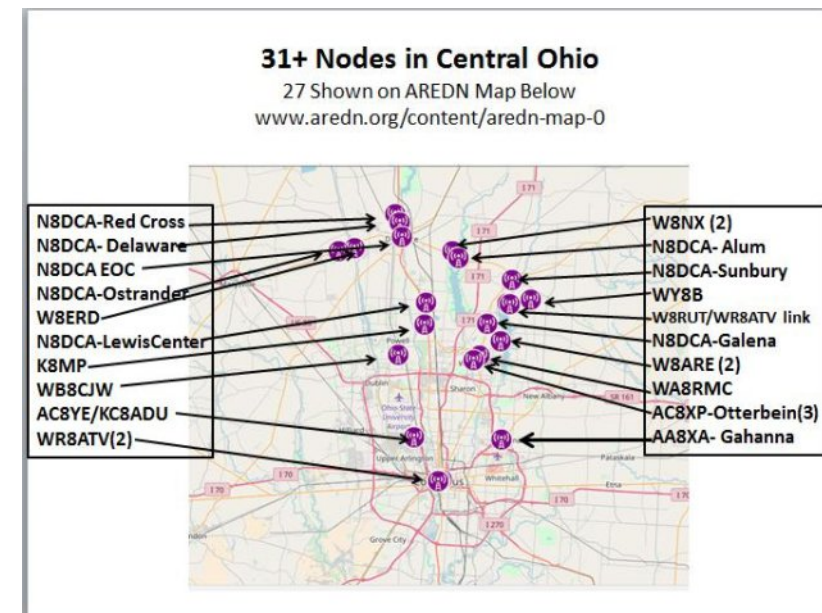 31+ Nodes in Central Ohio
27 Shown on AREDN Map Below
www.aredn.org/content/aredn-map-0
N8DCA-Red Cross
N8DCA- Delaware
N8DCA EOC
N8DCA-Ostrander
W8ERD
N8DCA-LewisCenter
K8MP
WB8CJW
AC8YE/KC8ADU
WR8ATV(2)
W8NX (2)
N8DCA- Alum
N8DCA-Sunbury
WY8B
W8RUT/WR8ATV link
N8DCA-Galena
W8ARE (2)
WA8RMC
AC8XP-Otterbein(3)
AA8XA- Gahanna
I 71
I 71
I 71
Powell
Dublin
Sharon
New Albany
SR 161
Ohio State
Airport
Hilliard
Upper Arlington
Pataskala
Whitehall
I 70
I 70
I 70
Etna
I 270
Grove City